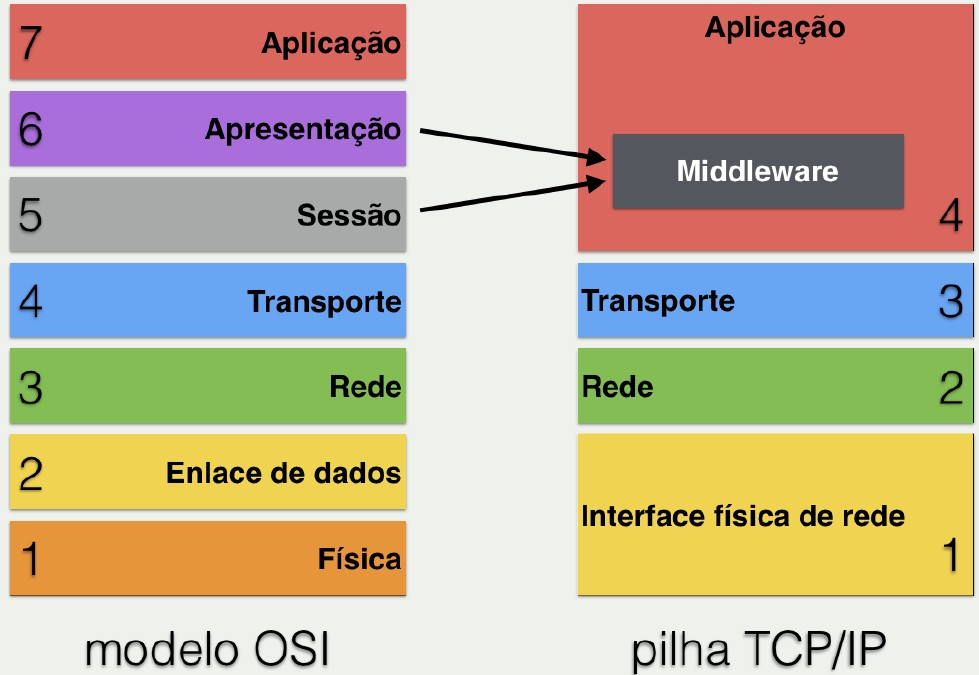 7 Aplicação
6 Apresentação
5 Sessão
4 Transporte
3 Rede
2 Enlace de dados
1 Física
modelo OSI
Aplicação
Middleware
4
Transporte 3
Rede 2
Interface física de rede
1
pilha TCP/IP